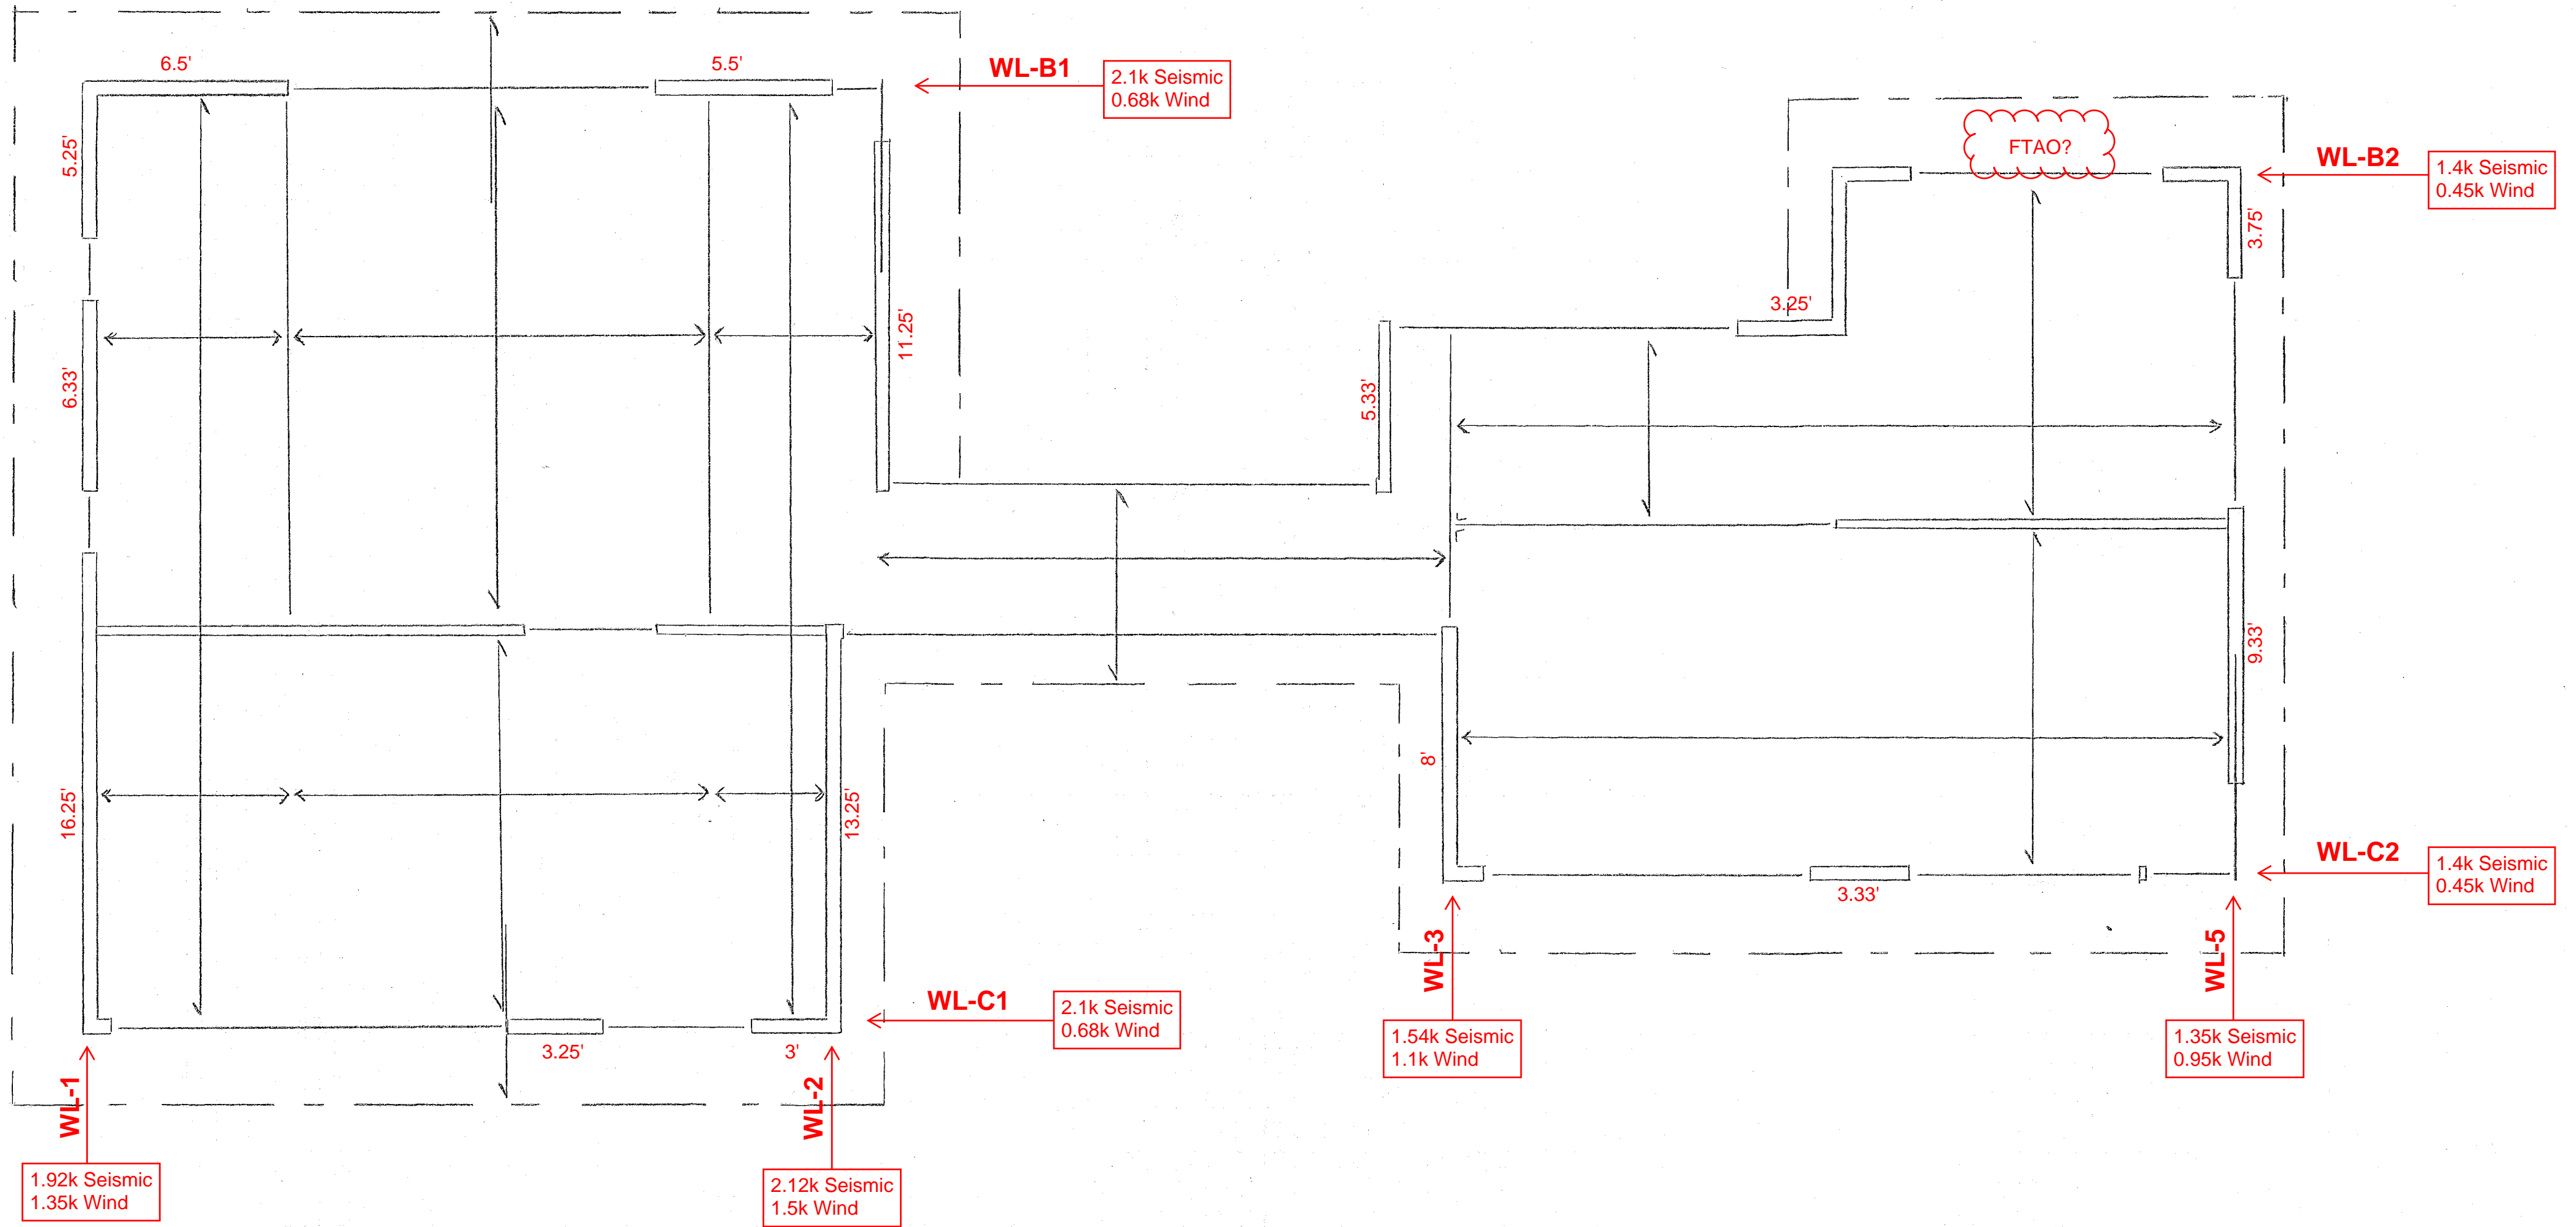 6.5'
5.5'
WL-B1
2.1k Seismic
0.68k Wind
5.25'
FTAO?
WL-B2
1.4k Seismic
0.45k Wind
3.75'
3.25'
11.25'
6.33'
5.33'
9.33'
8'
16.25'
13.25'
WL-C2
1.4k Seismic
0.45k Wind
3.33'
WL-3
WL-5
WL-C1
2.1k Seismic
0.68k Wind
3.25'
3'
1.54k Seismic
1.1k Wind
1.35k Seismic
0.95k Wind
WL-1
WL-2
1.92k Seismic
1.35k Wind
2.12k Seismic
1.5k Wind